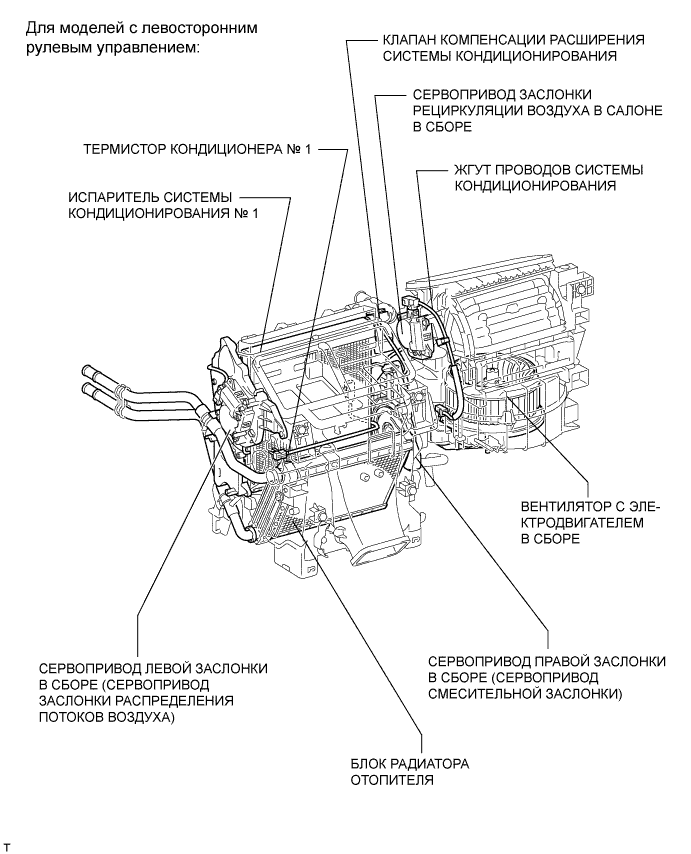 Для моделей с левосторонним
рулевым управлением:
КЛАПАН КОМПЕНСАЦИИ РАСШИРЕНИЯ
СИСТЕМЫ КОНДИЦИОНИРОВАНИЯ
СЕРВОПРИВОД ЗАСЛОНКИ
РЕЦИРКУЛЯЦИИ ВОЗДУХА В САЛОНЕ
В СБОРЕ
ТЕРМИСТОР КОНДИЦИОНЕРА № 1
ЖГУТ ПРОВОДОВ СИСТЕМЫ
КОНДИЦИОНИРОВАНИЯ
ИСПАРИТЕЛЬ СИСТЕМЫ
КОНДИЦИОНИРОВАНИЯ № 1
ВЕНТИЛЯТОР С ЭЛЕ-
КТРОДВИГАТЕЛЕМ
В СБОРЕ
СЕРВОПРИВОД ЛЕВОЙ ЗАСЛОНКИ
В СБОРЕ (СЕРВОПРИВОД
ЗАСЛОНКИ РАСПРЕДЕЛЕНИЯ
ПОТОКОВ ВОЗДУХА)
СЕРВОПРИВОД ПРАВОЙ ЗАСЛОНКИ
В СБОРЕ (СЕРВОПРИВОД
СМЕСИТЕЛЬНОЙ ЗАСЛОНКИ)
БЛОК РАДИАТОРА
ОТОПИТЕЛЯ
T